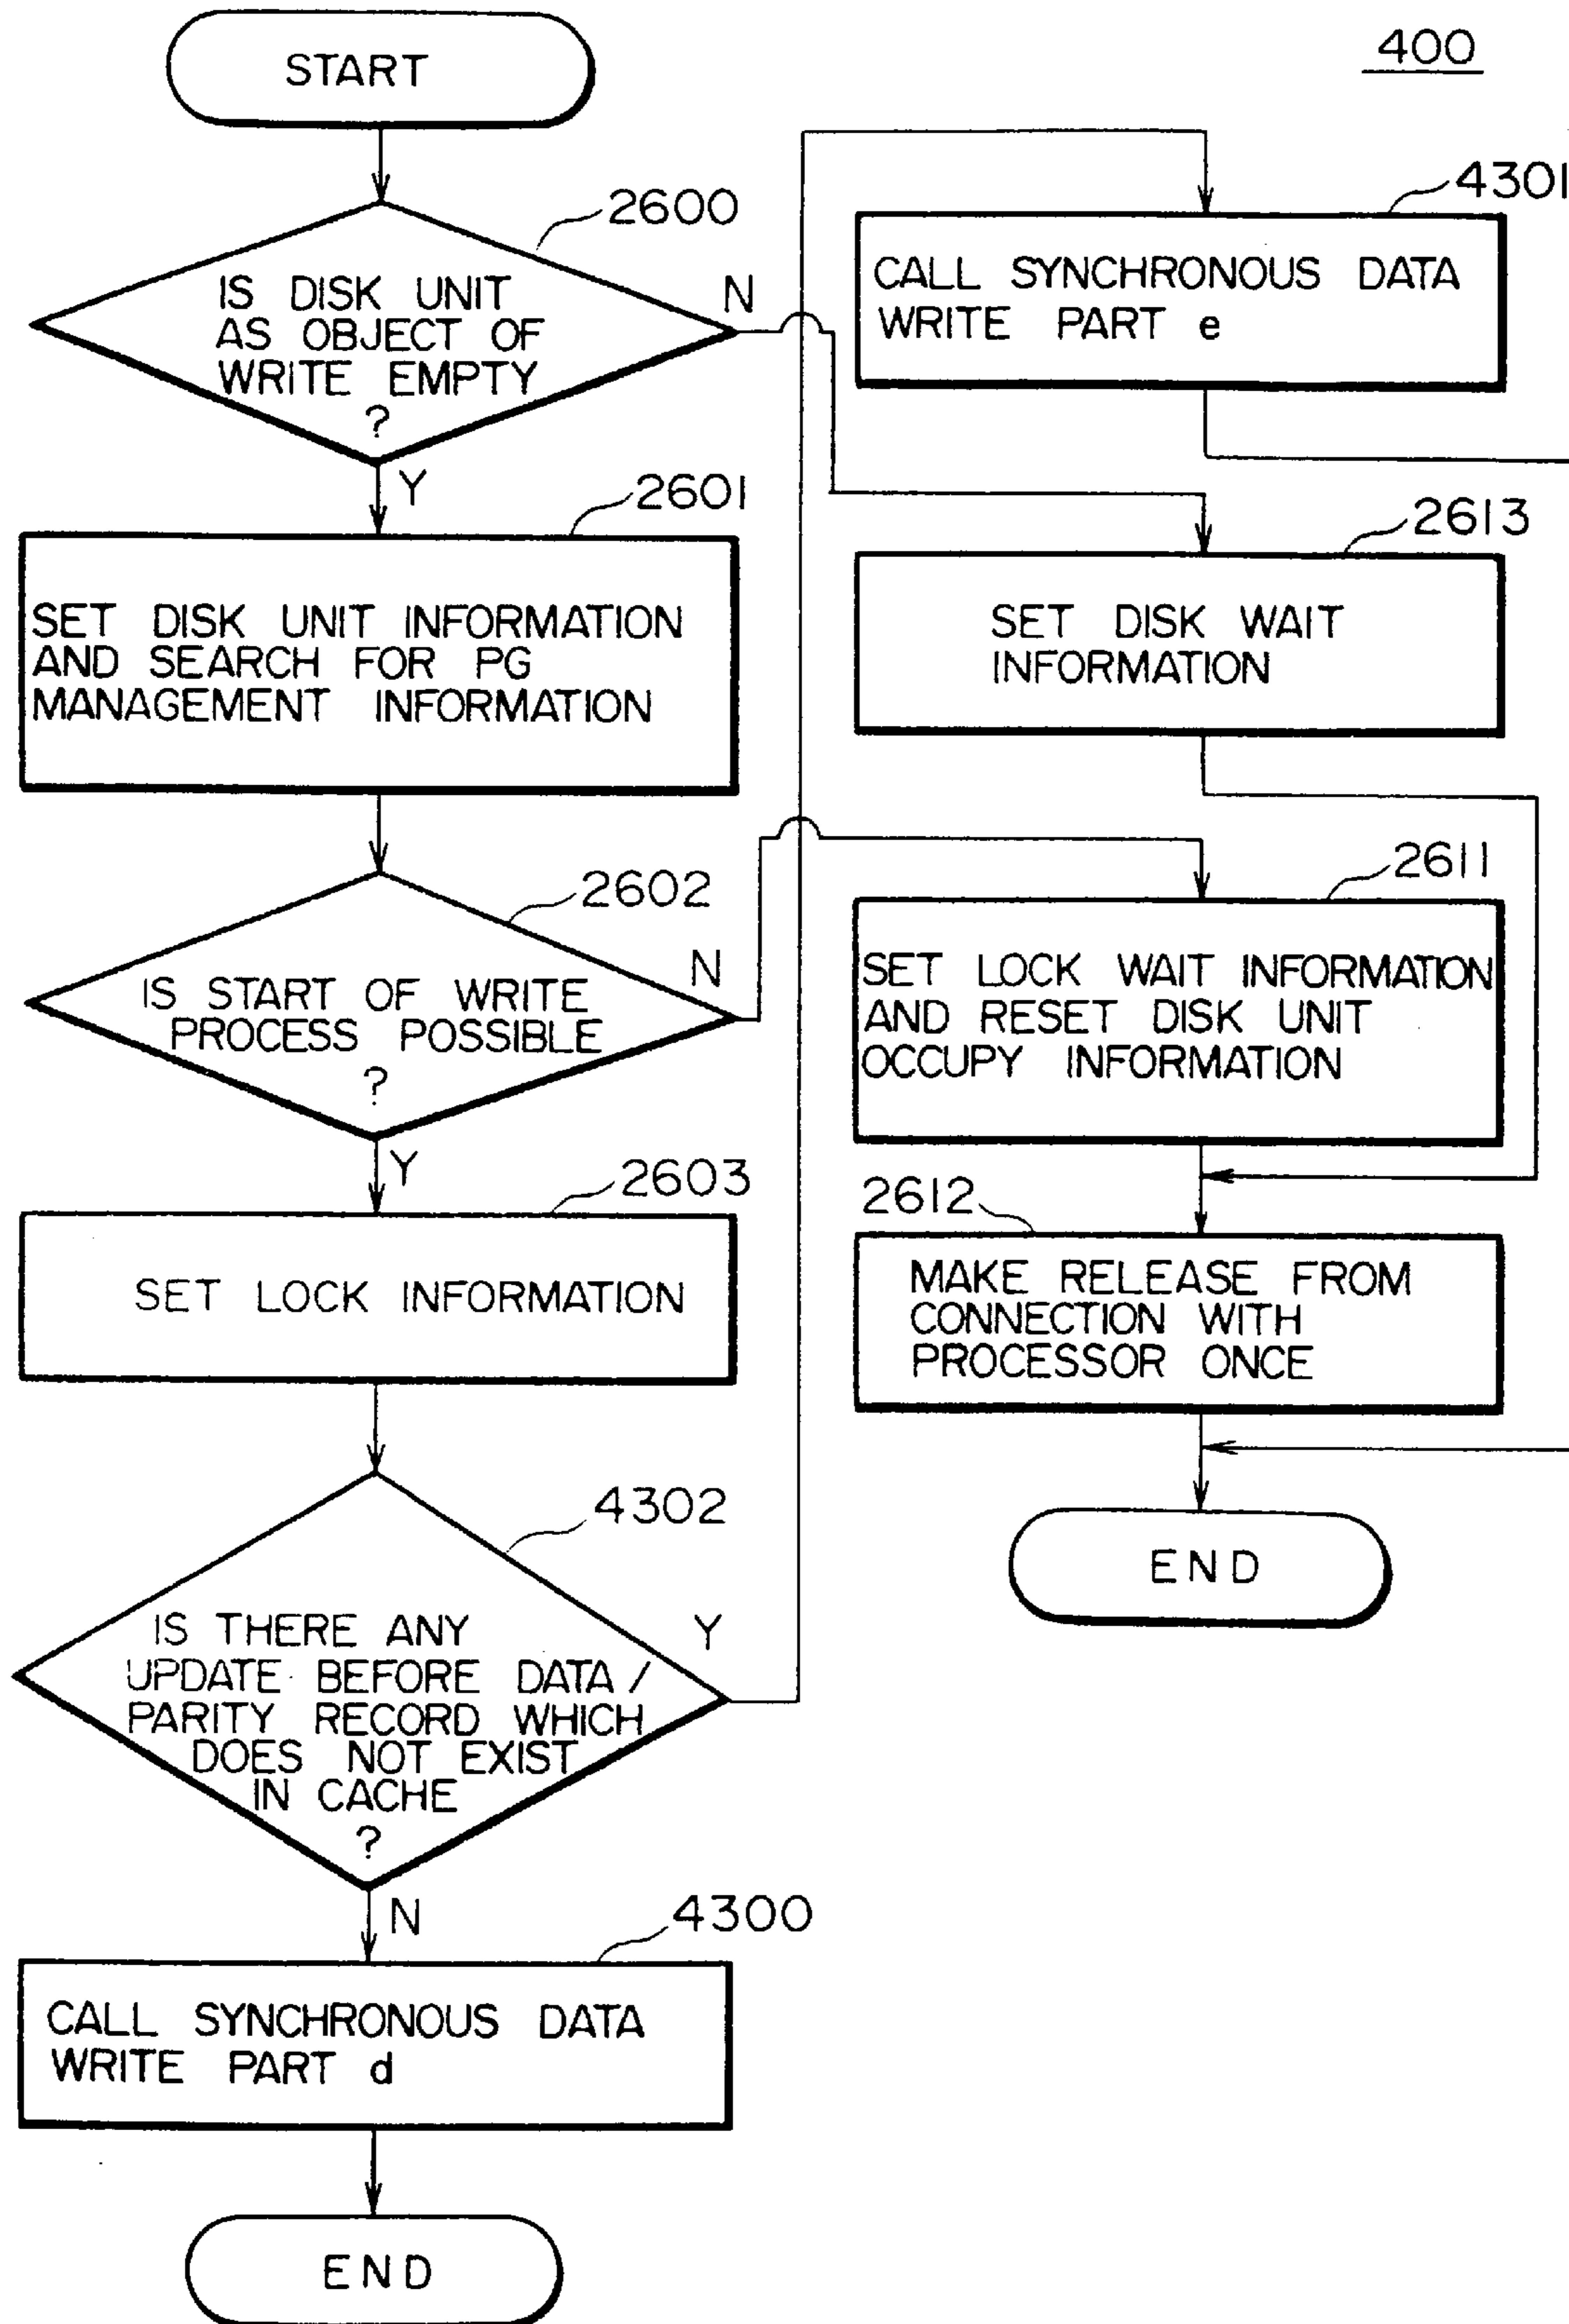 START
400
2600
IS DISK UNIT
AS OBJECT OF
WRITE EMPTY
?
N
Y
4301
CALL SYNCHRONOUS DATA
WRITE PART e
2601
SET DISK UNIT INFORMATION
AND SEARCH FOR PG
MANAGEMENT INFORMATION
2613
SET DISK WAIT
INFORMATION
2602
IS START OF WRITE
PROCESS POSSIBLE
?
N
Y
2611
SET LOCK WAIT INFORMATION
AND RESET DISK UNIT
OCCUPY INFORMATION
2603
SET LOCK INFORMATION
2612
MAKE RELEASE FROM
CONNECTION WITH
PROCESSOR ONCE
END
4302
IS THERE ANY
UPDATE BEFORE DATA /
PARITY RECORD WHICH
DOES NOT EXIST
IN CACHE
?
Y
N
4300
CALL SYNCHRONOUS DATA
WRITE PART d
END